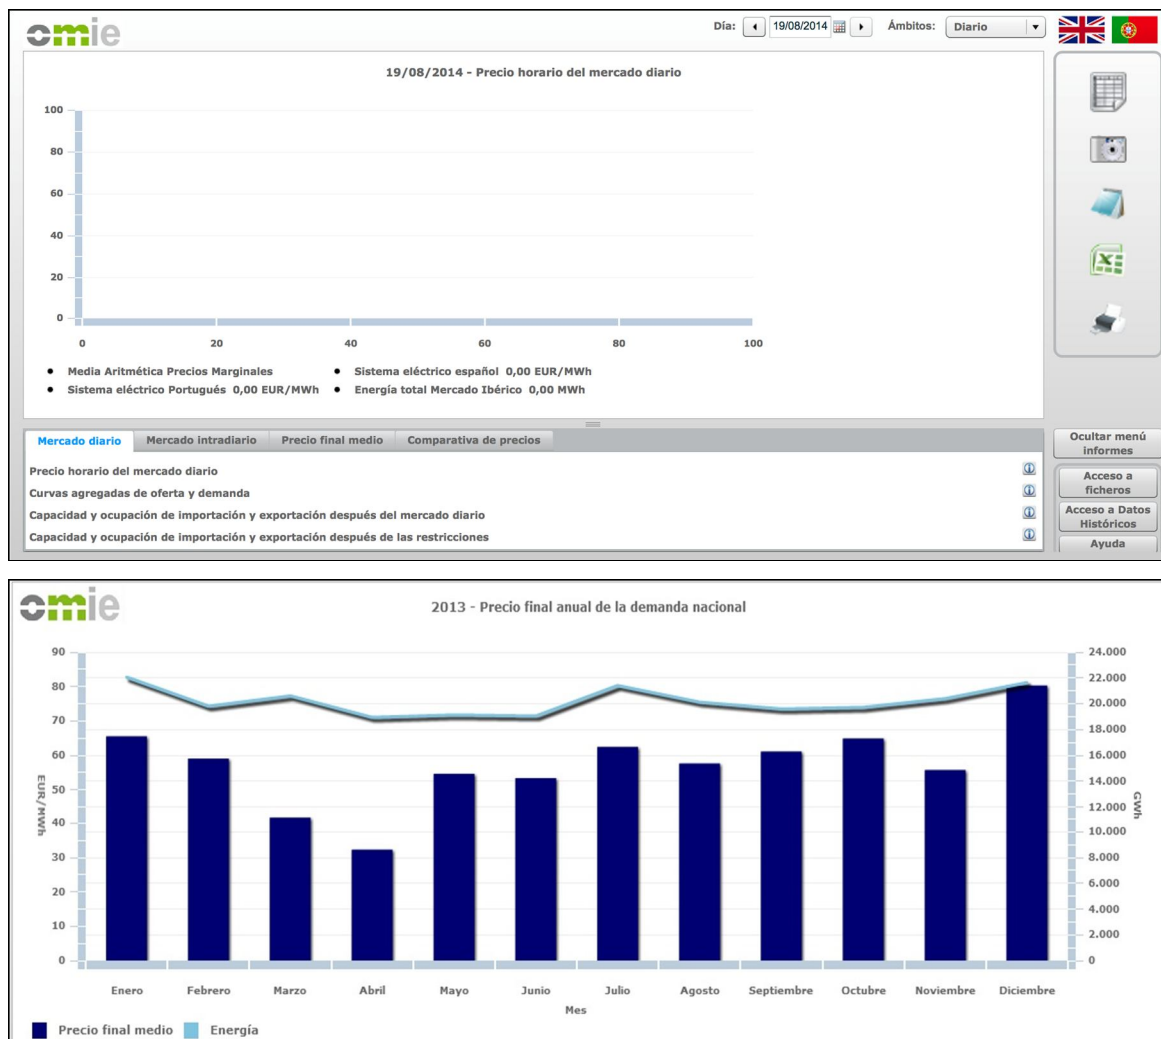 omie
Día: 19/08/2014 Ámbitos: Diario
19/08/2014 - Precio horario del mercado diario
100
80
60
40
20
0
0 20 40 60 80 100
Media Aritmética Precios Marginales
Sistema eléctrico español 0,00 EUR/MWh
Sistema eléctrico Portugués 0,00 EUR/MWh
Energía total Mercado Ibérico 0,00 MWh
Mercado diario Mercado intradiario Precio final medio Comparativa de precios
Precio horario del mercado diario
Curvas agregadas de oferta y demanda
Capacidad y ocupación de importación y exportación después del mercado diario
Capacidad y ocupación de importación y exportación después de las restricciones
Ocultar menú
informes
Acceso a
ficheros
Acceso a Datos
Históricos
Ayuda
omie
2013 - Precio final anual de la demanda nacional
90
80
70
60
50
40
30
20
10
0
EUR/MWh
24.000
22.000
20.000
18.000
16.000
14.000
12.000
10.000
8.000
6.000
4.000
2.000
0
GWh
Enero Febrero Marzo Abril Mayo Junio Julio Agosto Septiembre Octubre Noviembre Diciembre
Mes
Precio final medio Energía